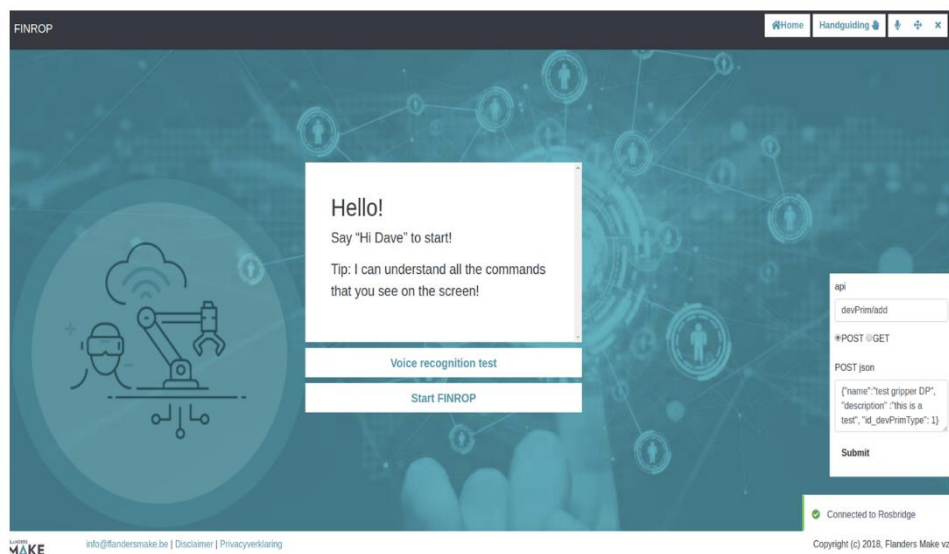 FINROP
Home
Handguiding
Hello!
Say “Hi Dave” to start!
Tip: I can understand all the commands
that you see on the screen!
Voice recognition test
Start FINROP
api
devPrim/add
POST GET
POST json
{"name":"test gripper DP",
"description" :"this is a
test", "id_devPrimType": 1}
Submit
Connected to Rosbridge
FLANDERS
MAKE
info@flandersmake.be | Disclaimer | Privacyverklaring
Copyright (c) 2018, Flanders Make vz